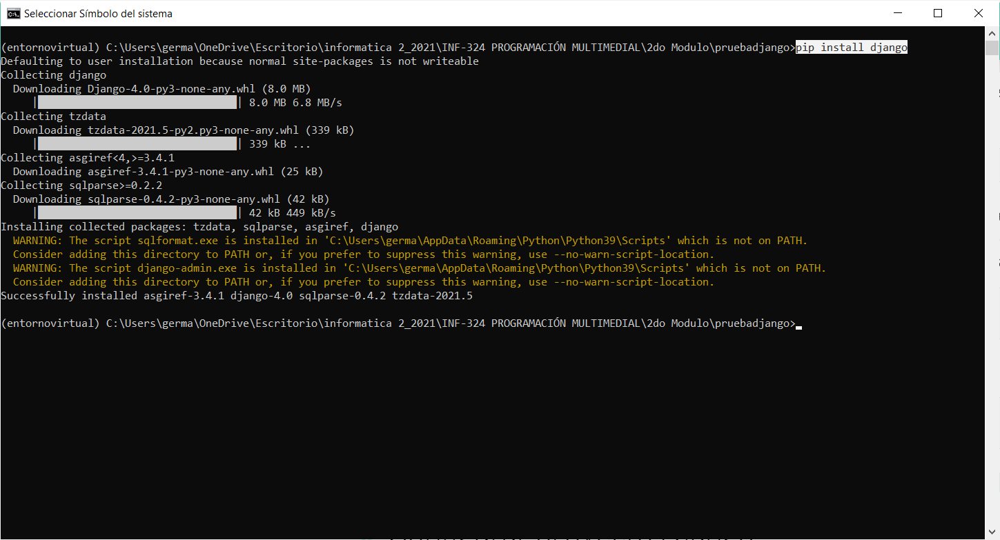 Seleccionar Símbolo del sistema
(entornovirtual) C:\Users\germa\OneDrive\Escritorio\informatica 2_2021\INF-324 PROGRAMACIÓN MULTIMEDIAL\2do Modulo\pruebadjango>pip install django
Defaulting to user installation because normal site-packages is not writeable
Collecting django
  Downloading Django-4.0-py3-none-any.whl (8.0 MB)
     |████████████████████████████████| 8.0 MB 6.8 MB/s
Collecting tzdata
  Downloading tzdata-2021.5-py2.py3-none-any.whl (339 kB)
     |████████████████████████████████| 339 kB ...
Collecting asgiref<4,>=3.4.1
  Downloading asgiref-3.4.1-py3-none-any.whl (25 kB)
Collecting sqlparse>=0.2.2
  Downloading sqlparse-0.4.2-py3-none-any.whl (42 kB)
     |████████████████████████████████| 42 kB 449 kB/s
Installing collected packages: tzdata, sqlparse, asgiref, django
  WARNING: The script sqlformat.exe is installed in 'C:\Users\germa\AppData\Roaming\Python\Python39\Scripts' which is not on PATH.
  Consider adding this directory to PATH or, if you prefer to suppress this warning, use --no-warn-script-location.
  WARNING: The script django-admin.exe is installed in 'C:\Users\germa\AppData\Roaming\Python\Python39\Scripts' which is not on PATH.
  Consider adding this directory to PATH or, if you prefer to suppress this warning, use --no-warn-script-location.
Successfully installed asgiref-3.4.1 django-4.0 sqlparse-0.4.2 tzdata-2021.5
(entornovirtual) C:\Users\germa\OneDrive\Escritorio\informatica 2_2021\INF-324 PROGRAMACIÓN MULTIMEDIAL\2do Modulo\pruebadjango>